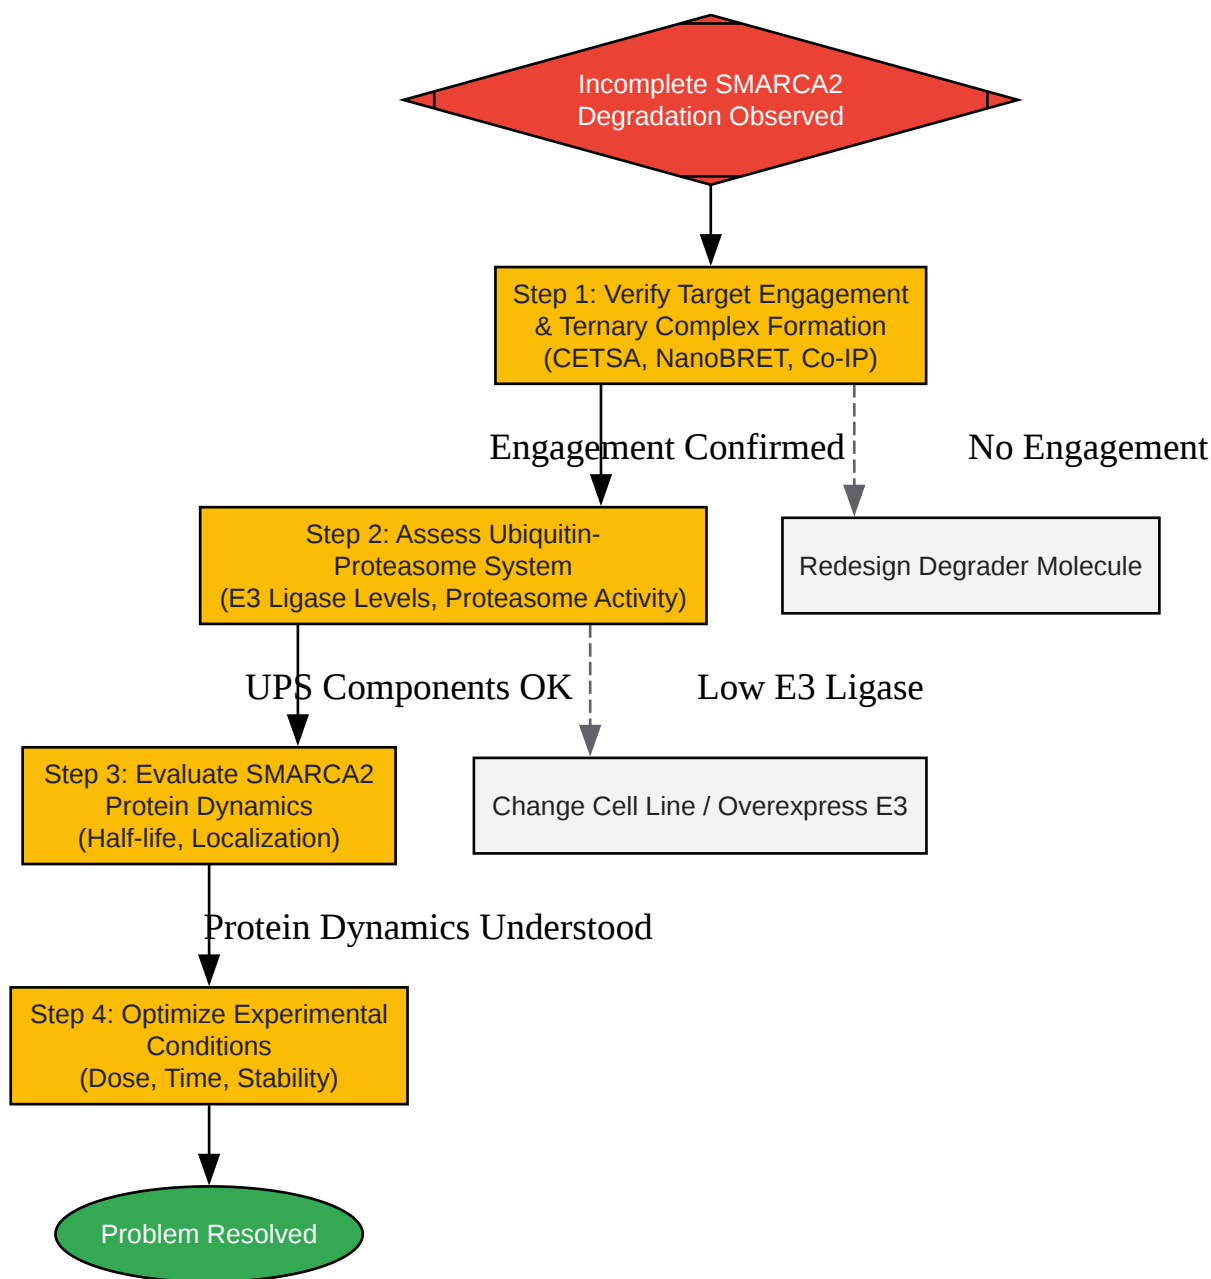 Incomplete SMARCA2
Degradation Observed
Step 1: Verify Target Engagement
& Ternary Complex Formation
(CETSA, NanoBRET, Co-IP)
Engagement Confirmed
No Engagement
Step 2: Assess Ubiquitin-
Proteasome System
(E3 Ligase Levels, Proteasome Activity)
Redesign Degrader Molecule
UPS Components OK
Low E3 Ligase
Step 3: Evaluate SMARCA2
Protein Dynamics
(Half-life, Localization)
Change Cell Line / Overexpress E3
Protein Dynamics Understood
Step 4: Optimize Experimental
Conditions
(Dose, Time, Stability)
Problem Resolved